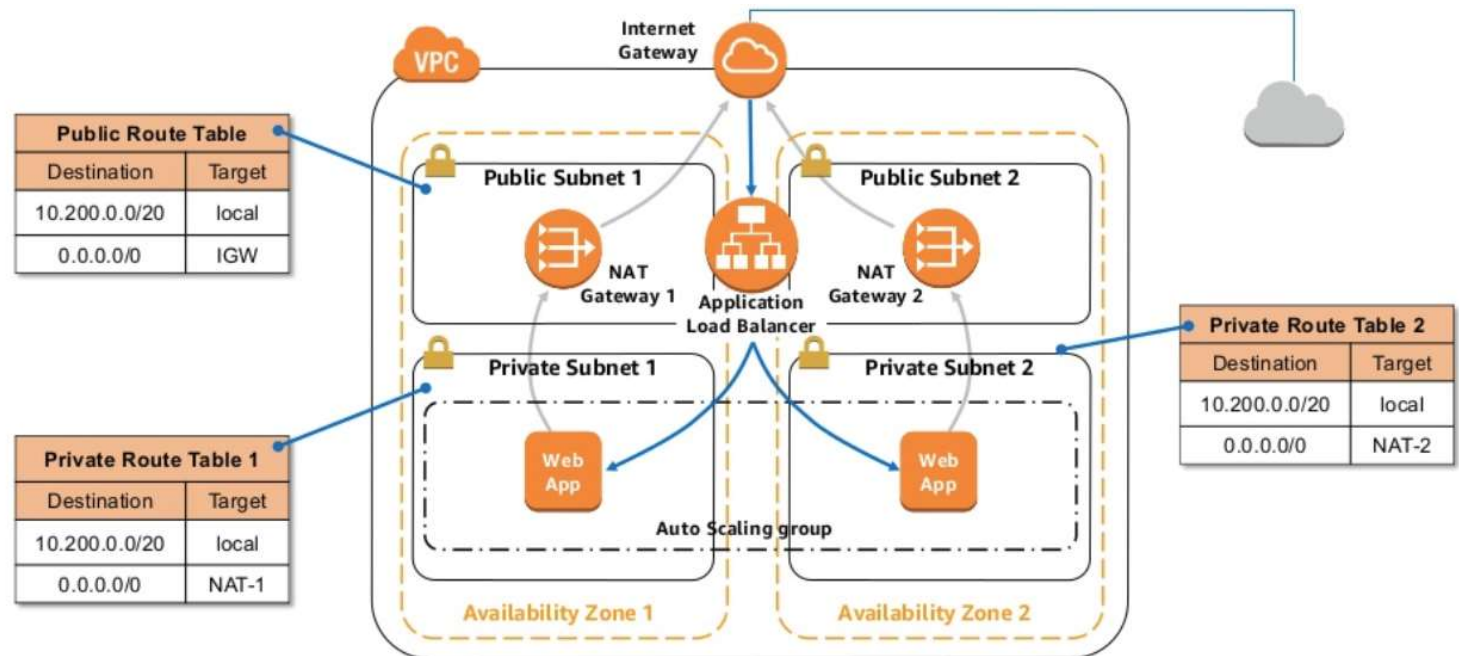 Internet
Gateway
VPC
Public Route Table
Destination Target
10.200.0.0/20 local
0.0.0.0/0 IGW
Public Subnet 1
Public Subnet 2
NAT
Gateway 1
NAT
Gateway 2
Application
Load Balancer
Private Route Table 2
Destination Target
10.200.0.0/20 local
0.0.0.0/0 NAT-2
Private Subnet 1
Private Subnet 2
Private Route Table 1
Destination Target
10.200.0.0/20 local
0.0.0.0/0 NAT-1
Web
App
Web
App
Auto Scaling group
Availability Zone 1
Availability Zone 2